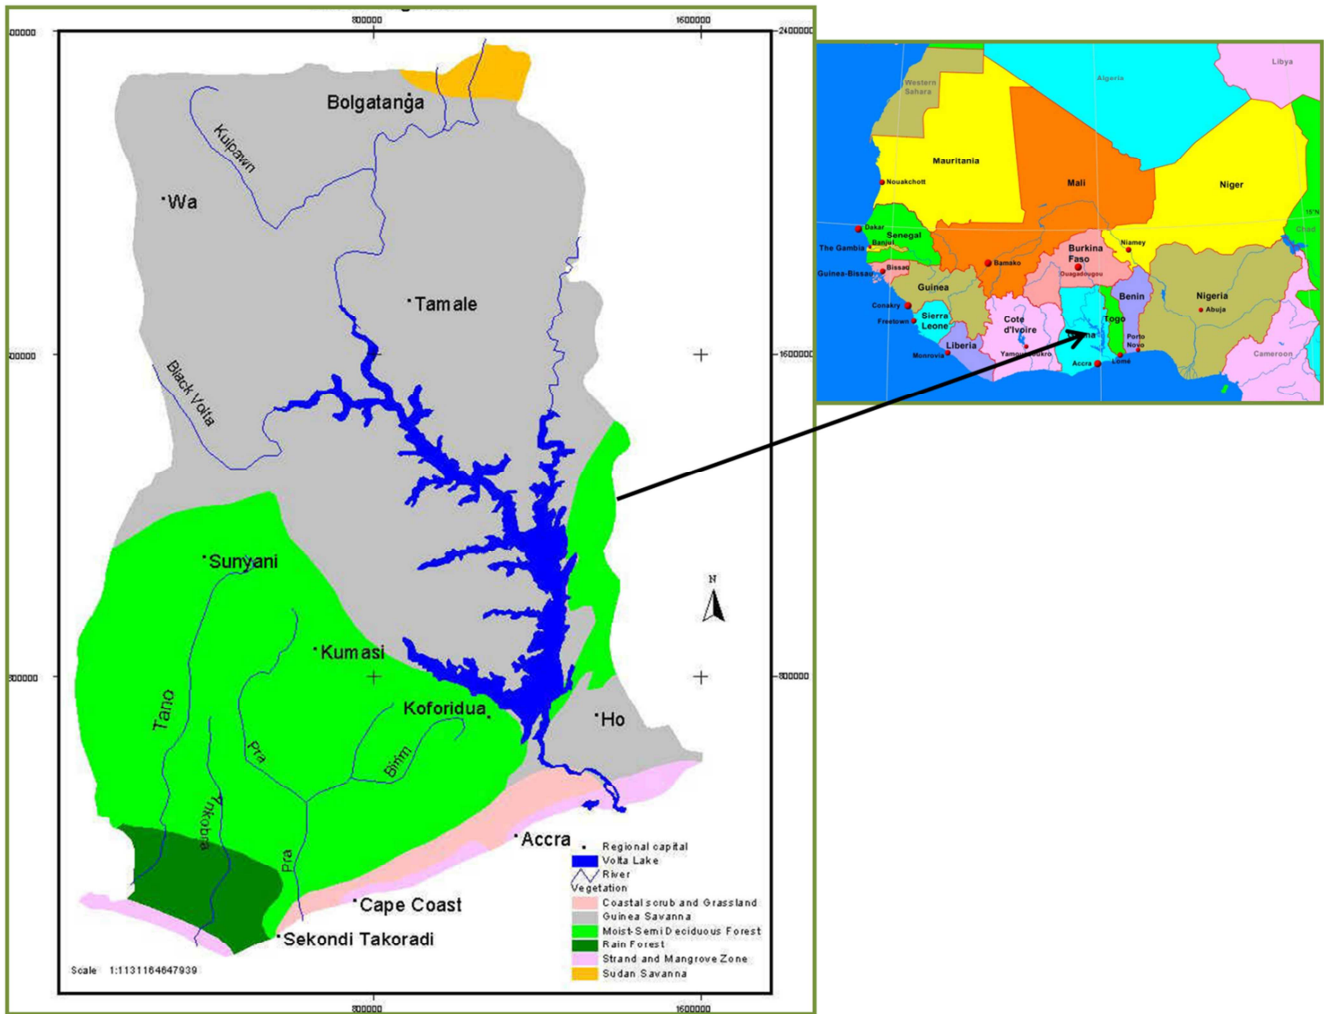 800000
1600000
2400000
Bolgatanga
Kulpawn
Wa
Tamale
1600000
Black Volta
Sunyani
N
Kumasi
800000
Tano
Koforidua
Ho
Pra
Birim
Ankobra
Accra
Pra
Cape Coast
Sekondi Takoradi
Regional capital
Volta Lake
River
Vegetation
Coastal scrub and Grassland
Guinea Savanna
Moist-Semi Deciduous Forest
Rain Forest
Strand and Mangrove Zone
Sudan Savanna
Scale 1:1131164647939
800000
1600000
Libya
Algeria
Western
Sahara
Mauritania
Mali
Niger
Nouakchott
15°N
Chad
Dakar
Senegal
The Gambia
Banjul
Burkina
Faso
Niamey
Guinea-Bissau
Bissau
Bamako
Ouagadougou
Guinea
Benin
Nigeria
Conakry
Abuja
Sierra
Leone
Freetown
Cote
d'Ivoire
Togo
Liberia
Monrovia
Porto
Novo
Lome
Accra
Cameroon